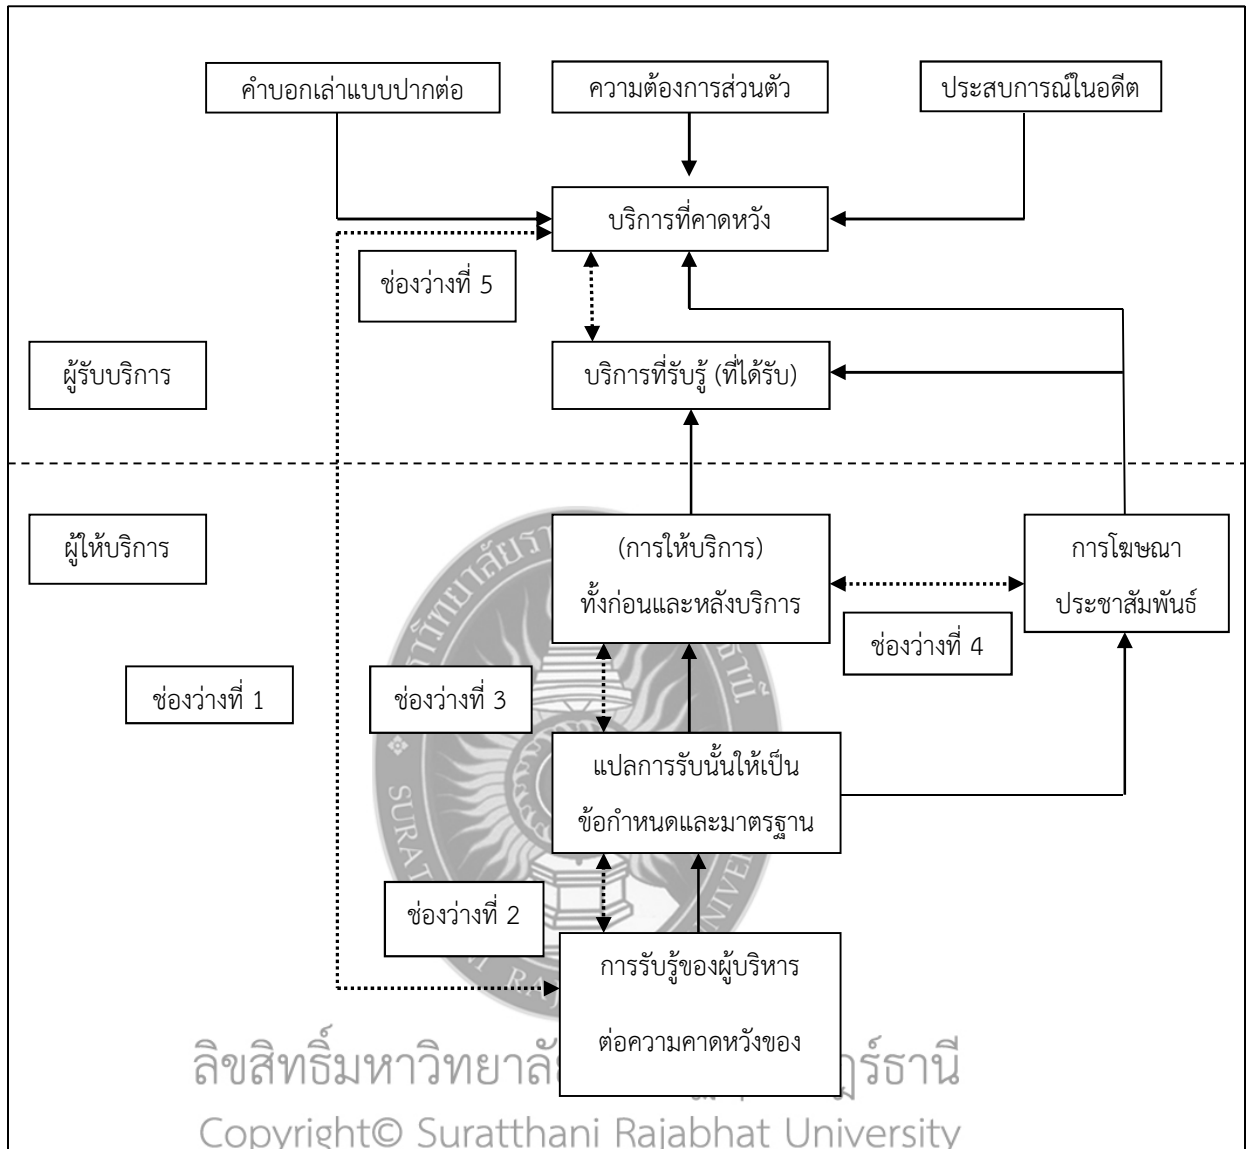 คำบอกเล่าแบบปากต่อ
ความต้องการส่วนตัว
ประสบการณ์ในอดีต
บริการที่คาดหวัง
ช่องว่างที่ 5
ผู้รับบริการ
บริการที่รับรู้ (ที่ได้รับ)
ผู้ให้บริการ
(การให้บริการ)
ทั้งก่อนและหลังบริการ
การโฆษณา
ประชาสัมพันธ์
ช่องว่างที่ 4
ช่องว่างที่ 1
ช่องว่างที่ 3
แปลการรับนั้นให้เป็น
ข้อกำหนดและมาตรฐาน
ช่องว่างที่ 2
การรับรู้ของผู้บริหาร
ต่อความคาดหวังของ
ลิขสิทธิ์มหาวิทยาลั
Copyright© Suratthani Rajabhat University